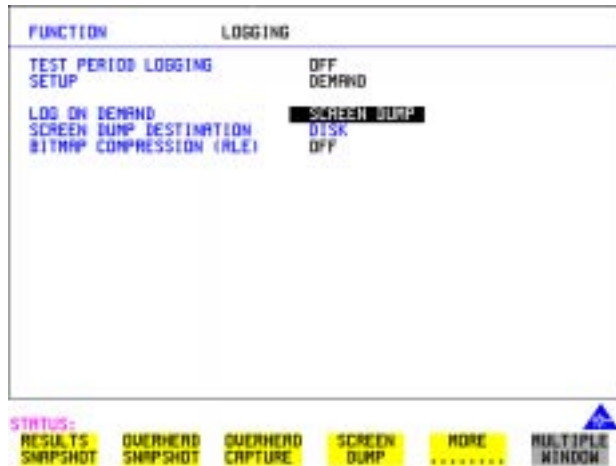 FUNCTION LOGGING
TEST PERIOD LOGGING OFF
SETUP DEMAND
LOG ON DEMAND SCREEN DUMP
SCREEN DUMP DESTINATION DISK
BITMAP COMPRESSION (RLE) OFF
STATUS:
RESULTS SNAPSHOT OVERHEAD SNAPSHOT OVERHEAD CAPTURE SCREEN DUMP MORE ........ MULTIPLE WINDOW